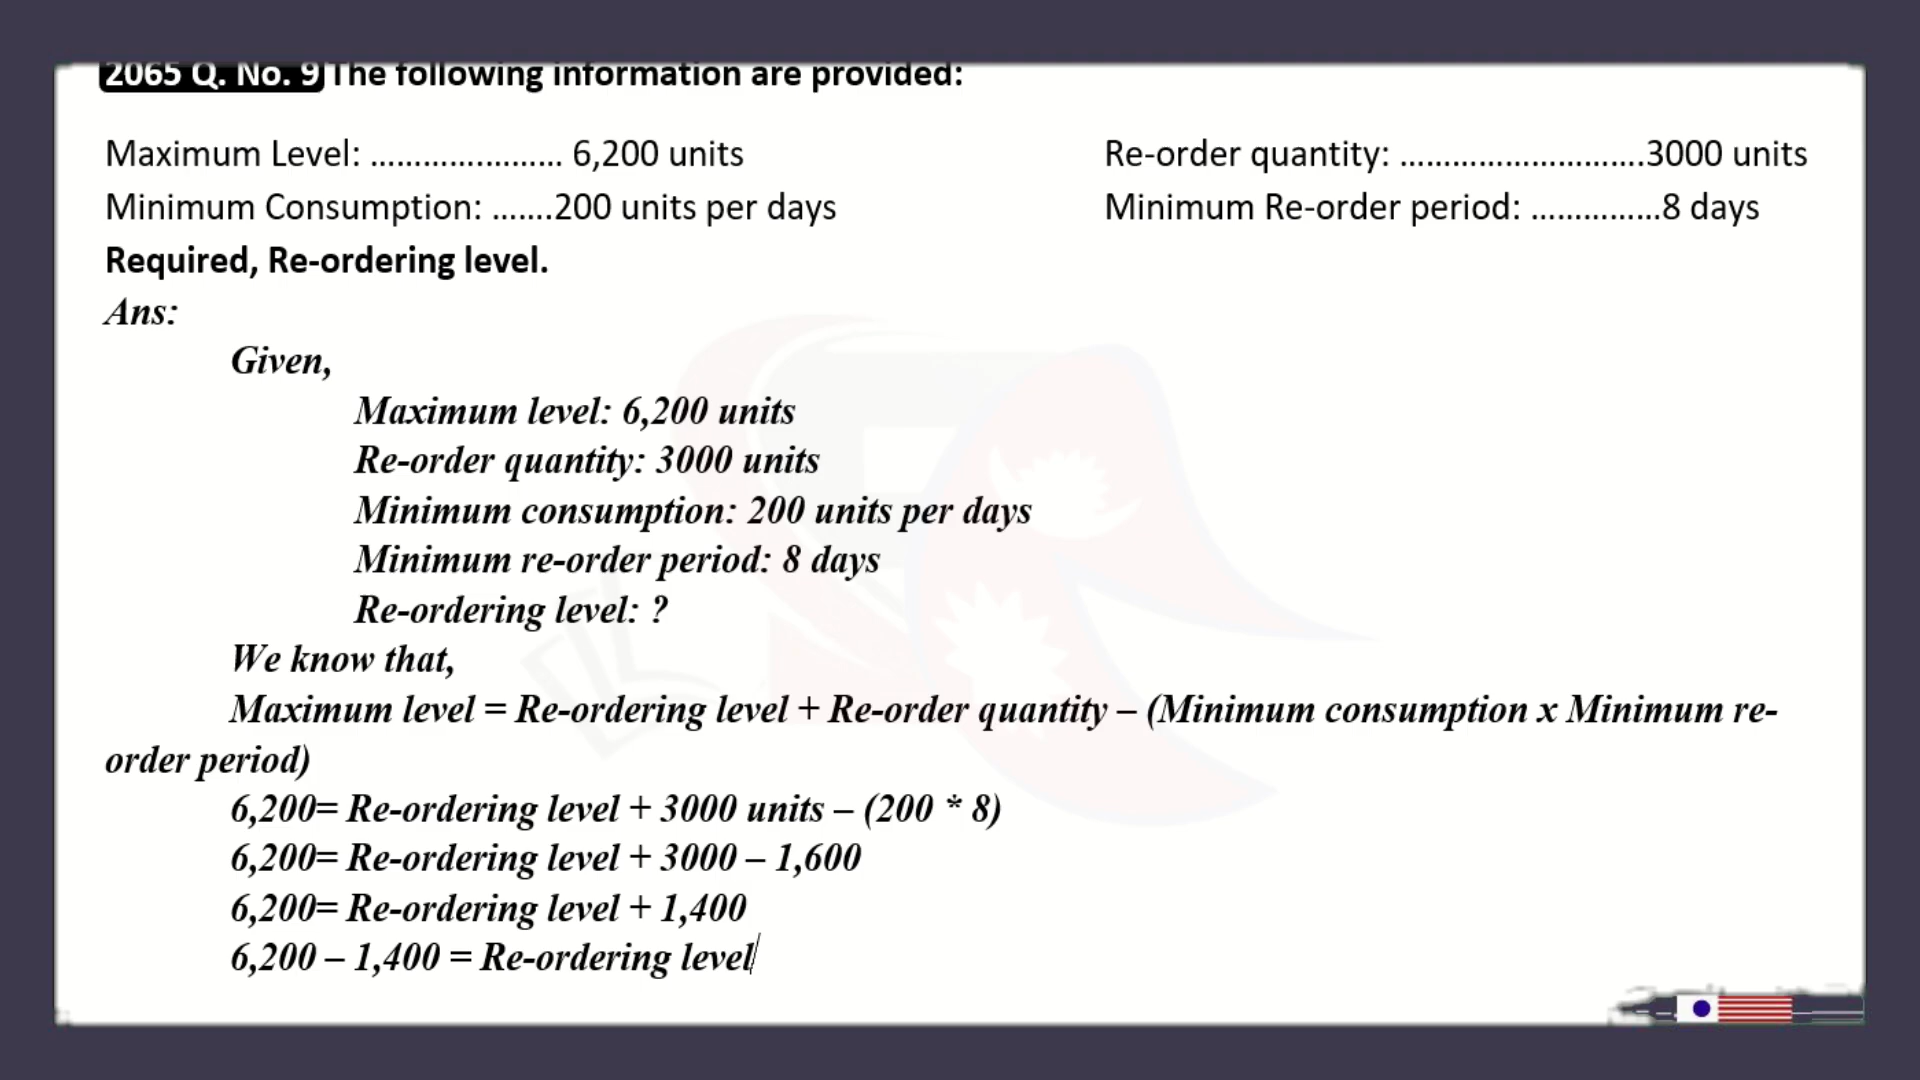 2065 Q. No. 9 The following information are provided:
Maximum Level: ...................... 6,200 units Re-order quantity: ............................3000 units
Minimum Consumption: .......200 units per days Minimum Re-order period: ...............8 days
Required, Re-ordering level.
Ans:
Given,
Maximum level: 6,200 units
Re-order quantity: 3000 units
Minimum consumption: 200 units per days
Minimum re-order period: 8 days
Re-ordering level: ?
We know that,
Maximum level = Re-ordering level + Re-order quantity – (Minimum consumption x Minimum re-
order period)
6,200= Re-ordering level + 3000 units – (200 * 8)
6,200= Re-ordering level + 3000 – 1,600
6,200= Re-ordering level + 1,400
6,200 – 1,400 = Re-ordering level